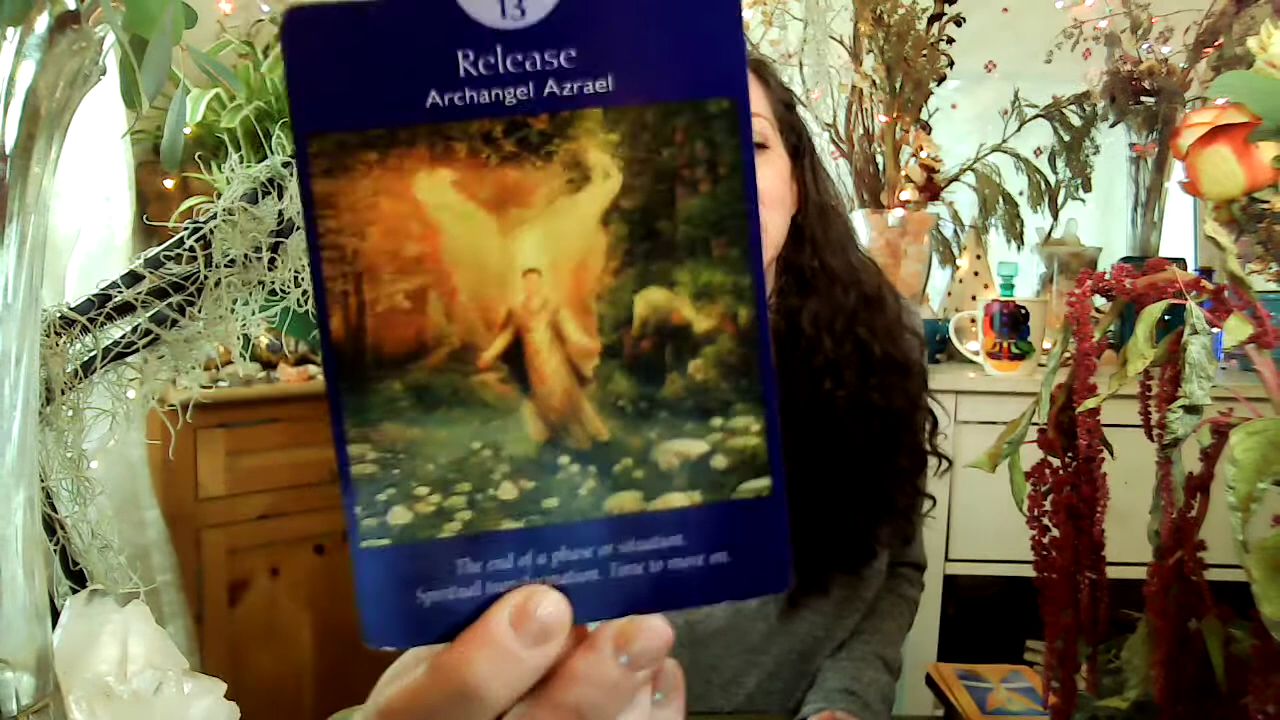 13
Release
Archangel Azrael
The end of a phase or situation.
Spiritual transformation. Time to move on.